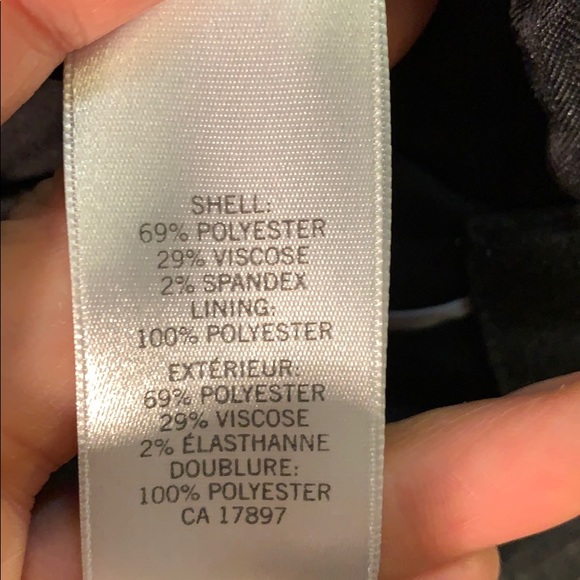 SHELL:
69% POLYESTER
29% VISCOSE
2% SPANDEX
LINING:
100% POLYESTER
EXTÉRIEUR:
69% POLYESTER
29% VISCOSE
2% ÉLASTHANNE
DOUBLURE:
100% POLYESTER
CA 17897